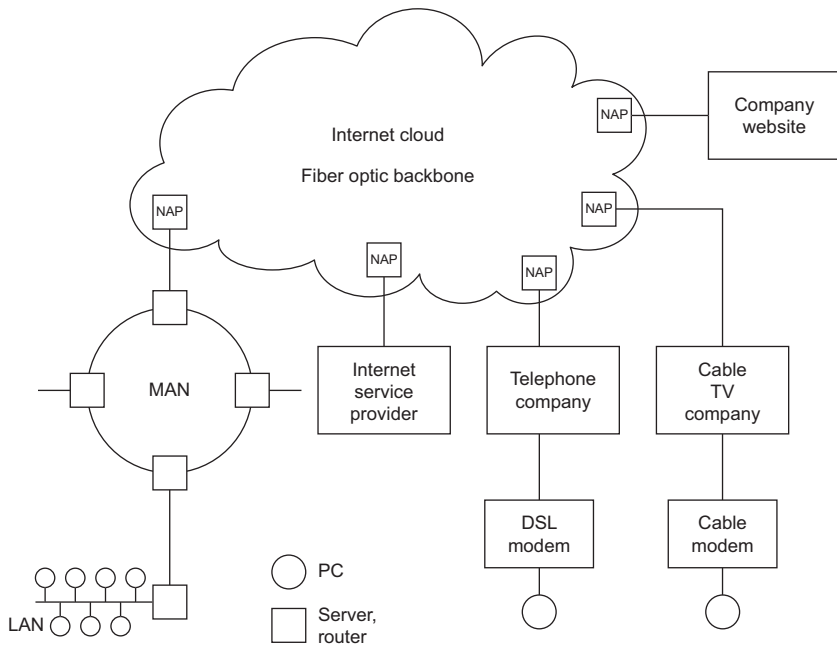 NAP
Company
website
Internet cloud
Fiber optic backbone
NAP
NAP
NAP
NAP
MAN
Internet
service
provider
Telephone
company
Cable
TV
company
DSL
modem
Cable
modem
PC
Server,
router
LAN